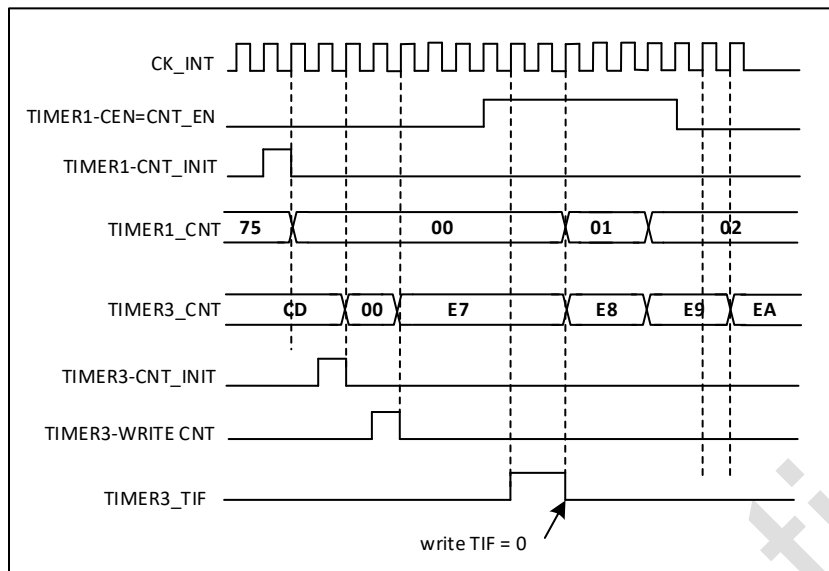 CK_INT
TIMER1-CEN=CNT_EN
TIMER1-CNT_INIT
TIMER1_CNT 75 00 01 02
TIMER3_CNT CD 00 E7 E8 E9 EA
TIMER3-CNT_INIT
TIMER3-WRITE CNT
TIMER3_TIF
write TIF = 0